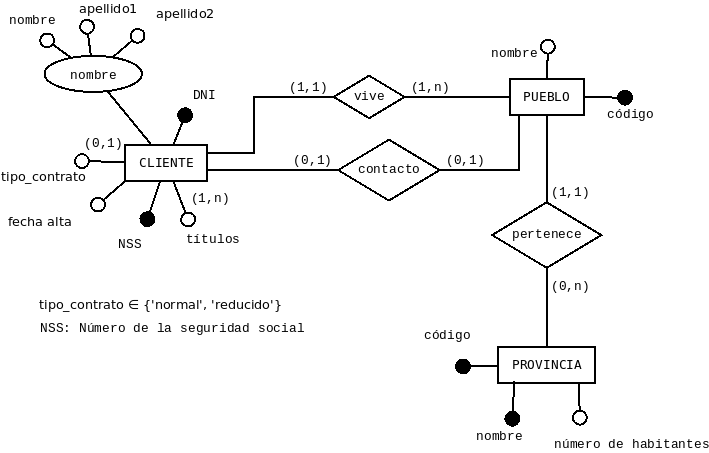 apellido1
nombre
apellido2
nombre
nombre
(1,1)
vive
(1,n)
PUEBLO
DNI
código
(0,1)
CLIENTE
(0,1)
contacto
(0,1)
tipo_contrato
(1,n)
(1,1)
fecha alta
NSS
títulos
pertenece
(0,n)
tipo_contrato ∈ {'normal', 'reducido'}
NSS: Número de la seguridad social
código
PROVINCIA
nombre
número de habitantes